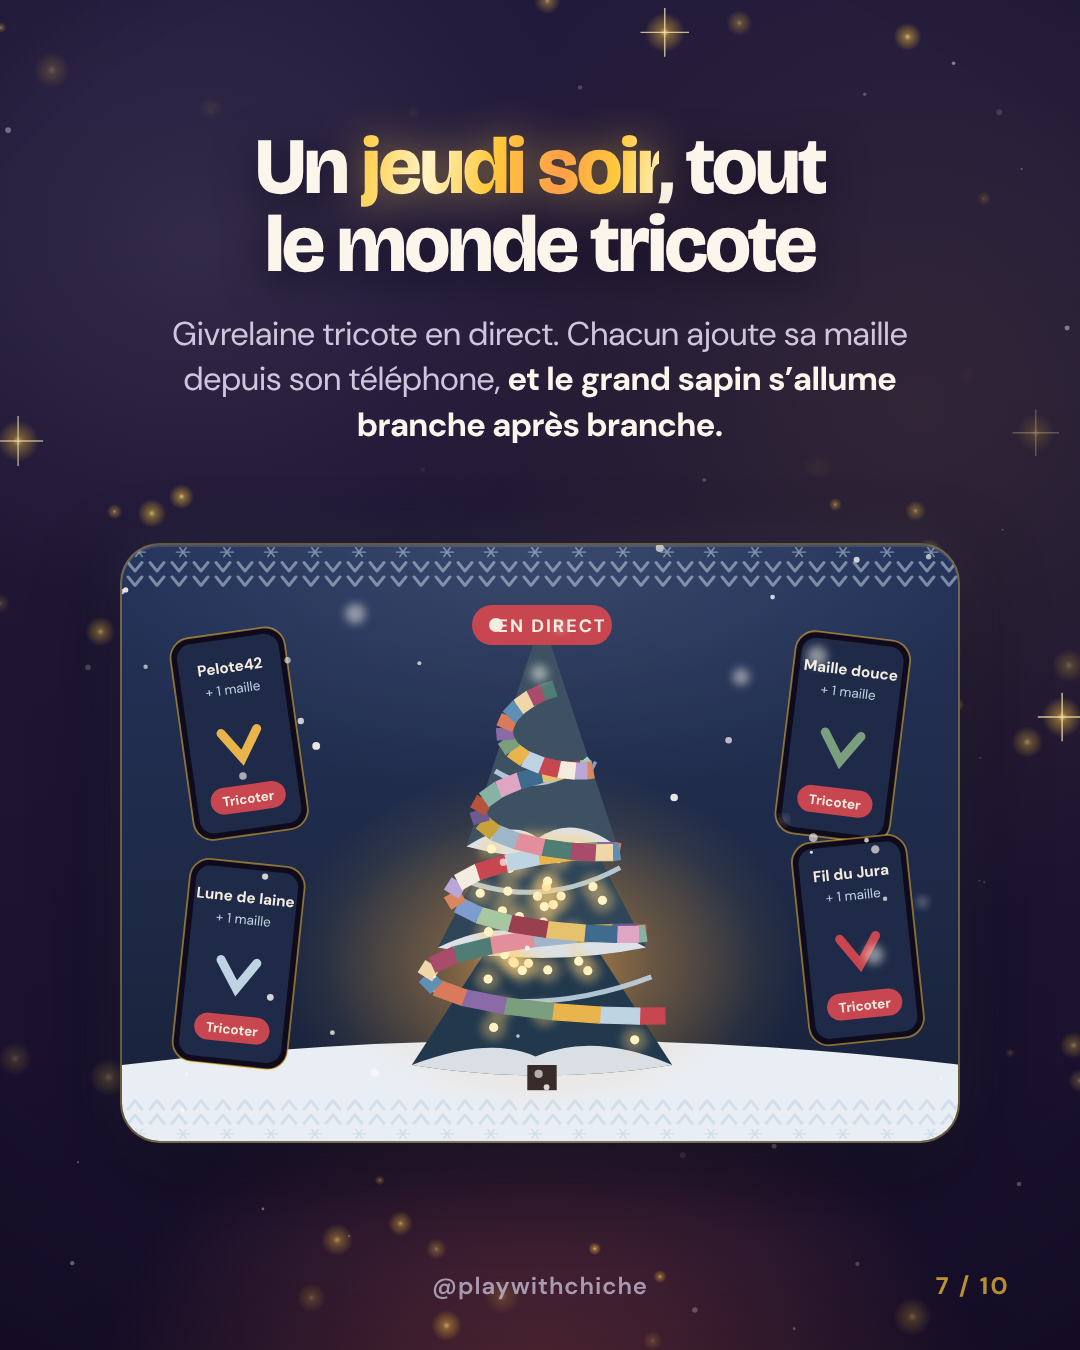 Un jeudi soir, tout
le monde tricote
Givrelaine tricote en direct. Chacun ajoute sa maille
depuis son téléphone, et le grand sapin s’allume
branche après branche.
EN DIRECT
Pelote42
+ 1 maille
Tricoter
Maille douce
+ 1 maille
Tricoter
Lune de laine
+ 1 maille
Tricoter
Fil du Jura
+ 1 maille
Tricoter
@playwithchiche
7 / 10